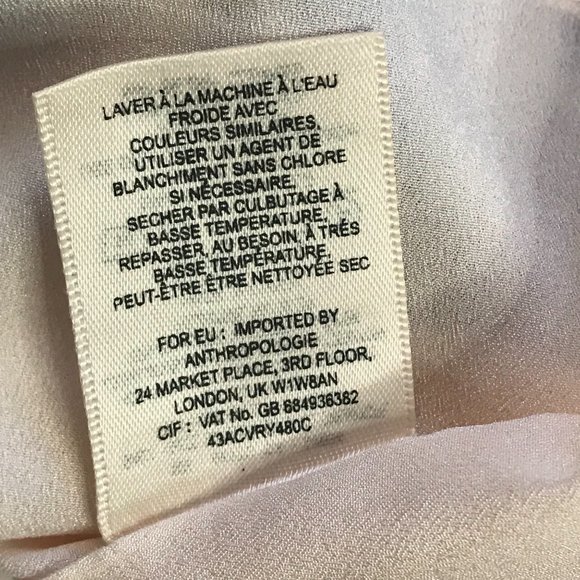 LAVER À LA MACHINE À L'EAU
FROIDE AVEC
COULEURS SIMILAIRES.
UTILISER UN AGENT DE
BLANCHIMENT SANS CHLORE
SI NÉCESSAIRE.
SECHER PAR CULBUTAGE À
BASSE TEMPÉRATURE.
REPASSER, AU BESOIN, À TRÉS
BASSE TEMPÉRATURE.
PEUT-ÊTRE ÊTRE NETTOYÉE SEC
FOR EU : IMPORTED BY
ANTHROPOLOGIE
24 MARKET PLACE, 3RD FLOOR,
LONDON, UK W1W8AN
CIF : VAT No. GB 684936382
43ACVRY480C